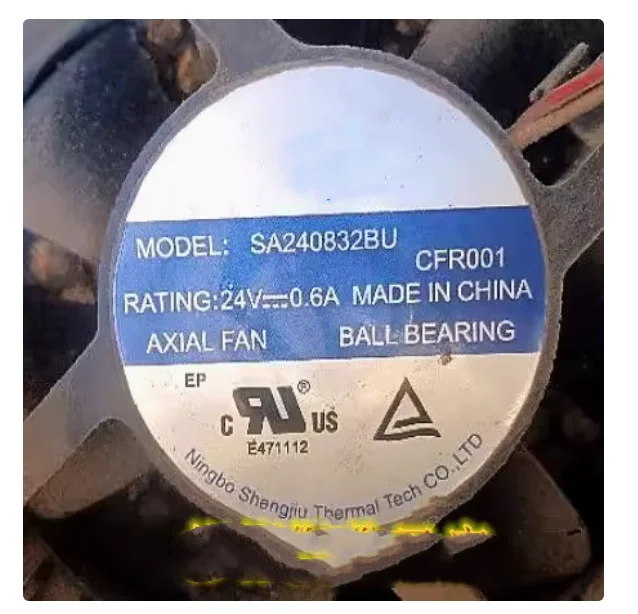 MODEL: SA240832BU
CFR001
RATING:24V⎓0.6A MADE IN CHINA
AXIAL FAN BALL BEARING
EP
C RU ® US
E471112
Ningbo Shengjiu Thermal Tech CO.,LTD